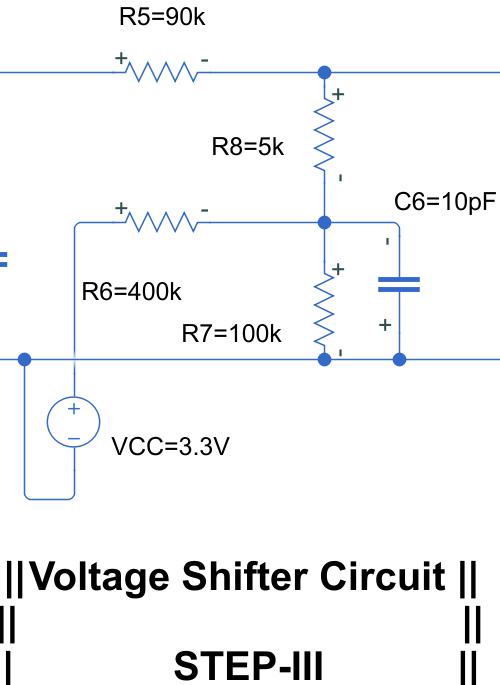 R5=90k
+ -
+
R8=5k
-
C6=10pF
+ - -
+
R6=400k
+
R7=100k
-
+
−
VCC=3.3V
||Voltage Shifter Circuit ||
|| ||
| STEP-III ||